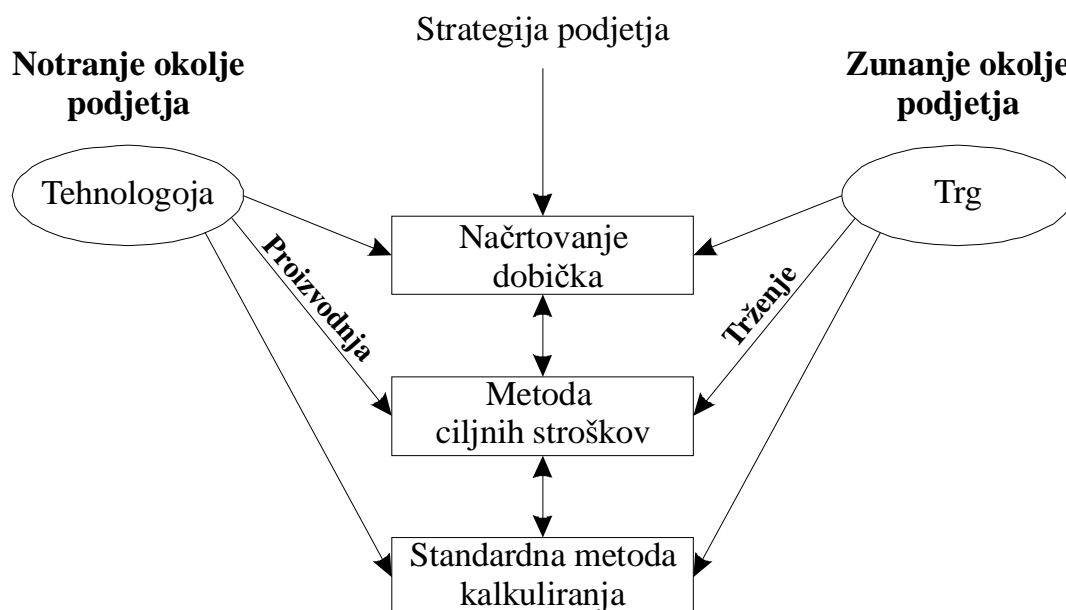 Strategija podjetja
Notranje okolje
podjetja
Zunanje okolje
podjetja
Tehnologoja
Trg
Načrtovanje
dobička
Proizvodnja
Trženje
Metoda
ciljnih stroškov
Standardna metoda
kalkuliranja